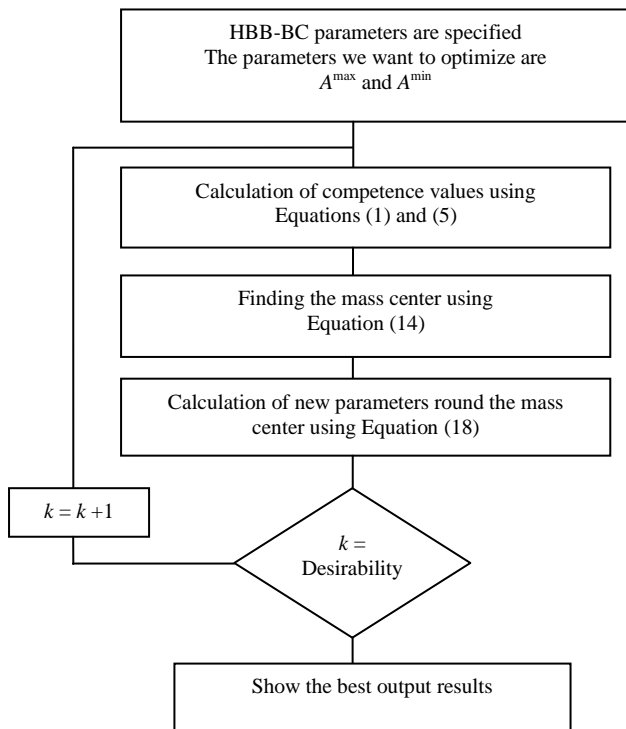 HBB-BC parameters are specified
The parameters we want to optimize are
A^max and A^min
Calculation of competence values using
Equations (1) and (5)
Finding the mass center using
Equation (14)
Calculation of new parameters round the mass
center using Equation (18)
k = k +1
k =
Desirability
Show the best output results